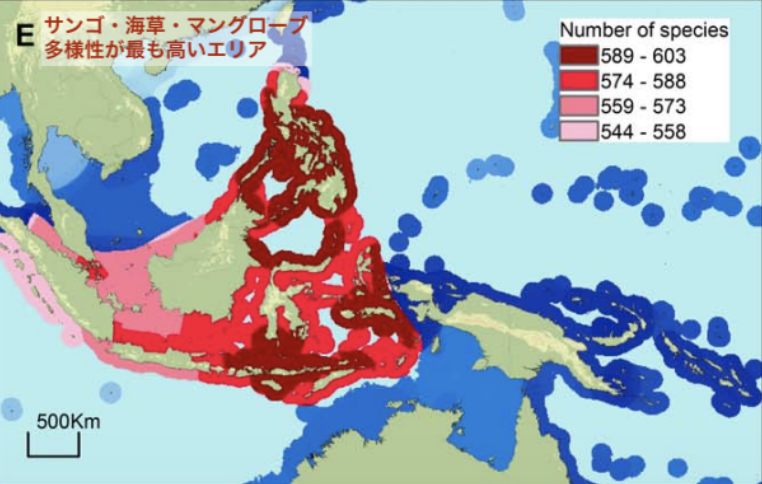 E
サンゴ・海草・マングローブ
多様性が最も高いエリア
Number of species
589 - 603
574 - 588
559 - 573
544 - 558
500Km